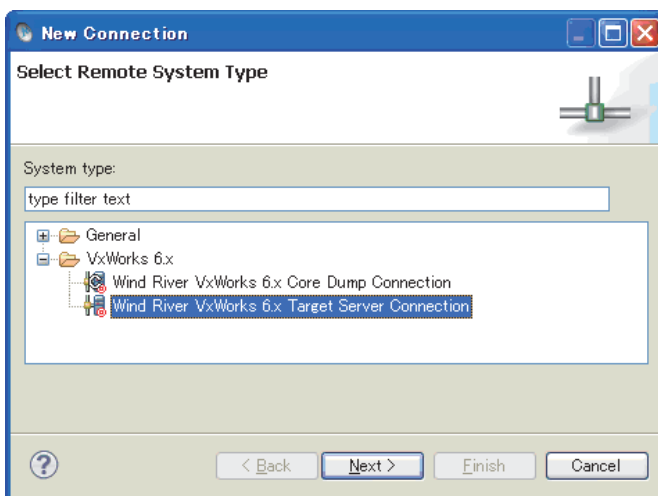 New Connection
Select Remote System Type
System type:
type filter text
General
VxWorks 6.x
Wind River VxWorks 6.x Core Dump Connection
Wind River VxWorks 6.x Target Server Connection
? < Back Next > Finish Cancel